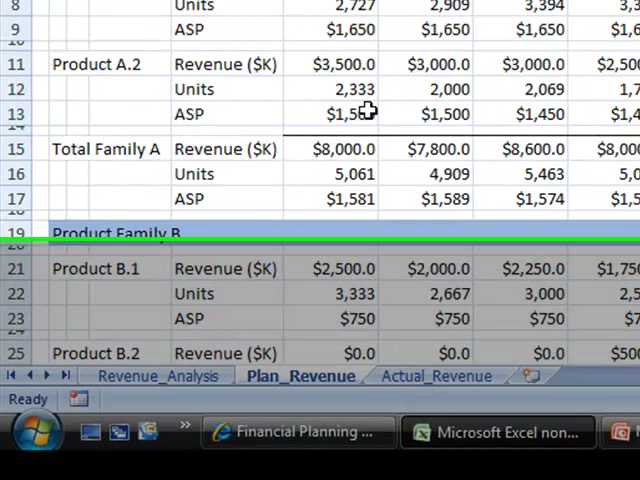 8 Units 2,727 2,909 3,394
9 ASP $1,650 $1,650 $1,650
11 Product A.2 Revenue ($K) $3,500.0 $3,000.0 $3,000.0 $2,500
12 Units 2,333 2,000 2,069
13 ASP $1,500 $1,450
15 Total Family A Revenue ($K) $8,000.0 $7,800.0 $8,600.0 $8,000
16 Units 5,061 4,909 5,463
17 ASP $1,581 $1,589 $1,574
19 Product Family B
21 Product B.1 Revenue ($K) $2,500.0 $2,000.0 $2,250.0 $1,750
22 Units 3,333 2,667 3,000
23 ASP $750 $750 $750
25 Product B.2 Revenue ($K) $0.0 $0.0 $0.0 $500
Revenue_Analysis Plan_Revenue Actual_Revenue
Ready
Financial Planning ... Microsoft Excel non...